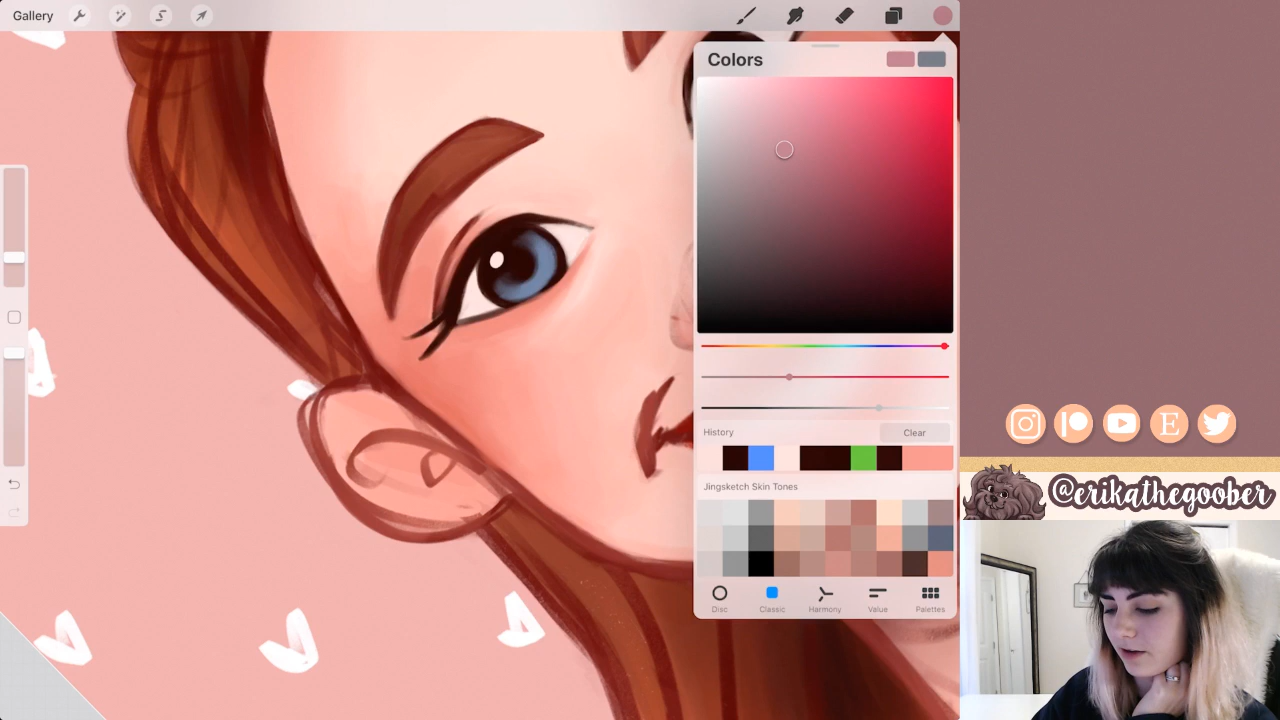 Gallery
Colors
History
Clear
Jingsketch Skin Tones
Disc
Classic
Harmony
Value
Palettes
@erikathegoober